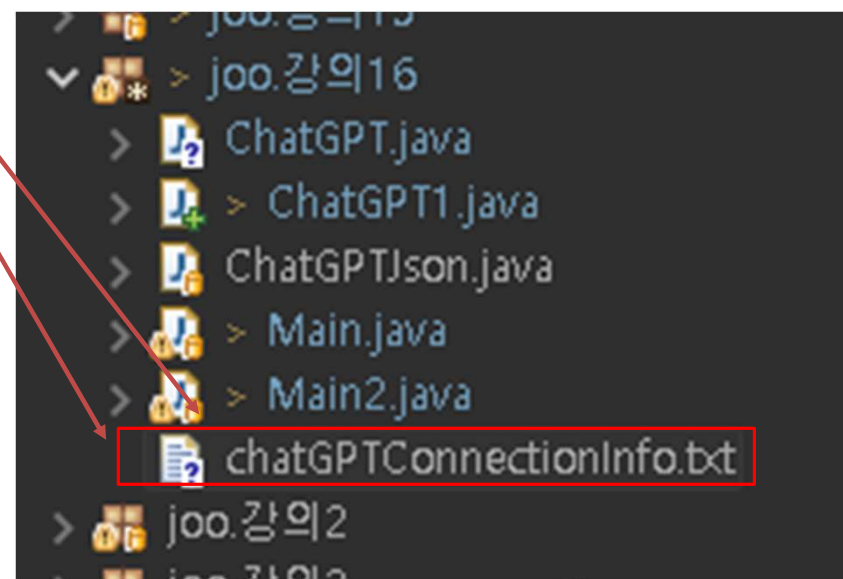 > joo.강의16
ChatGPT.java
> ChatGPT1.java
ChatGPTJson.java
> Main.java
> Main2.java
chatGPTConnectionInfo.txt
joo.강의2